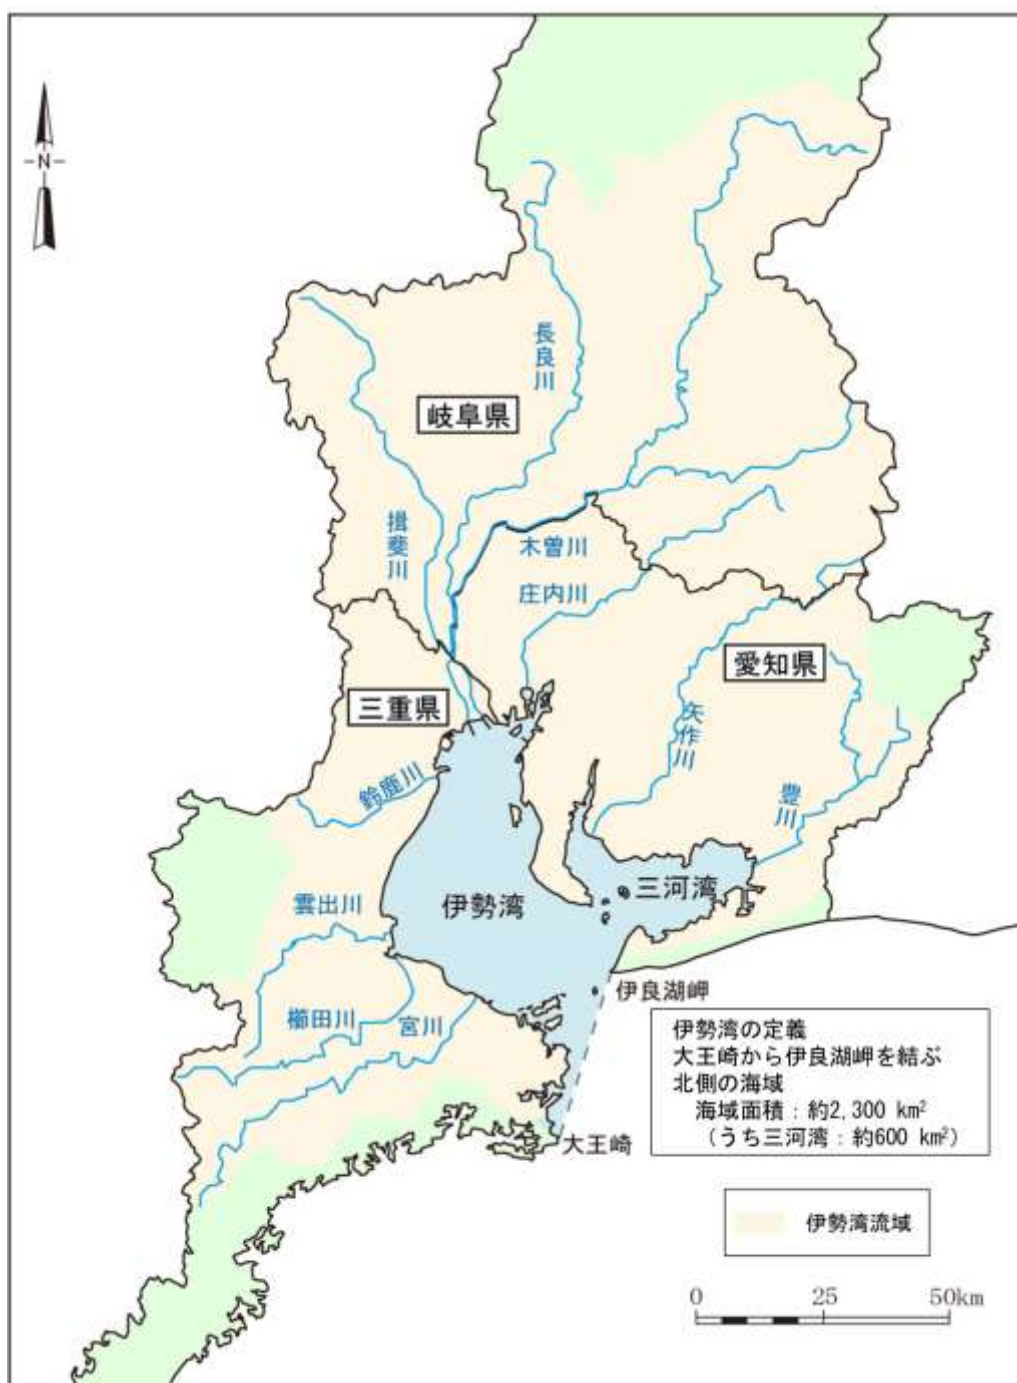 N
長良川
岐阜県
揖斐川
木曽川
庄内川
愛知県
三重県
矢作川
鈴鹿川
豊川
三河湾
伊勢湾
雲出川
伊良湖岬
櫛田川
宮川
伊勢湾の定義
大王崎から伊良湖岬を結ぶ
北側の海域
海域面積：約2,300 km²
（うち三河湾：約600 km²）
大王崎
伊勢湾流域
0 25 50km